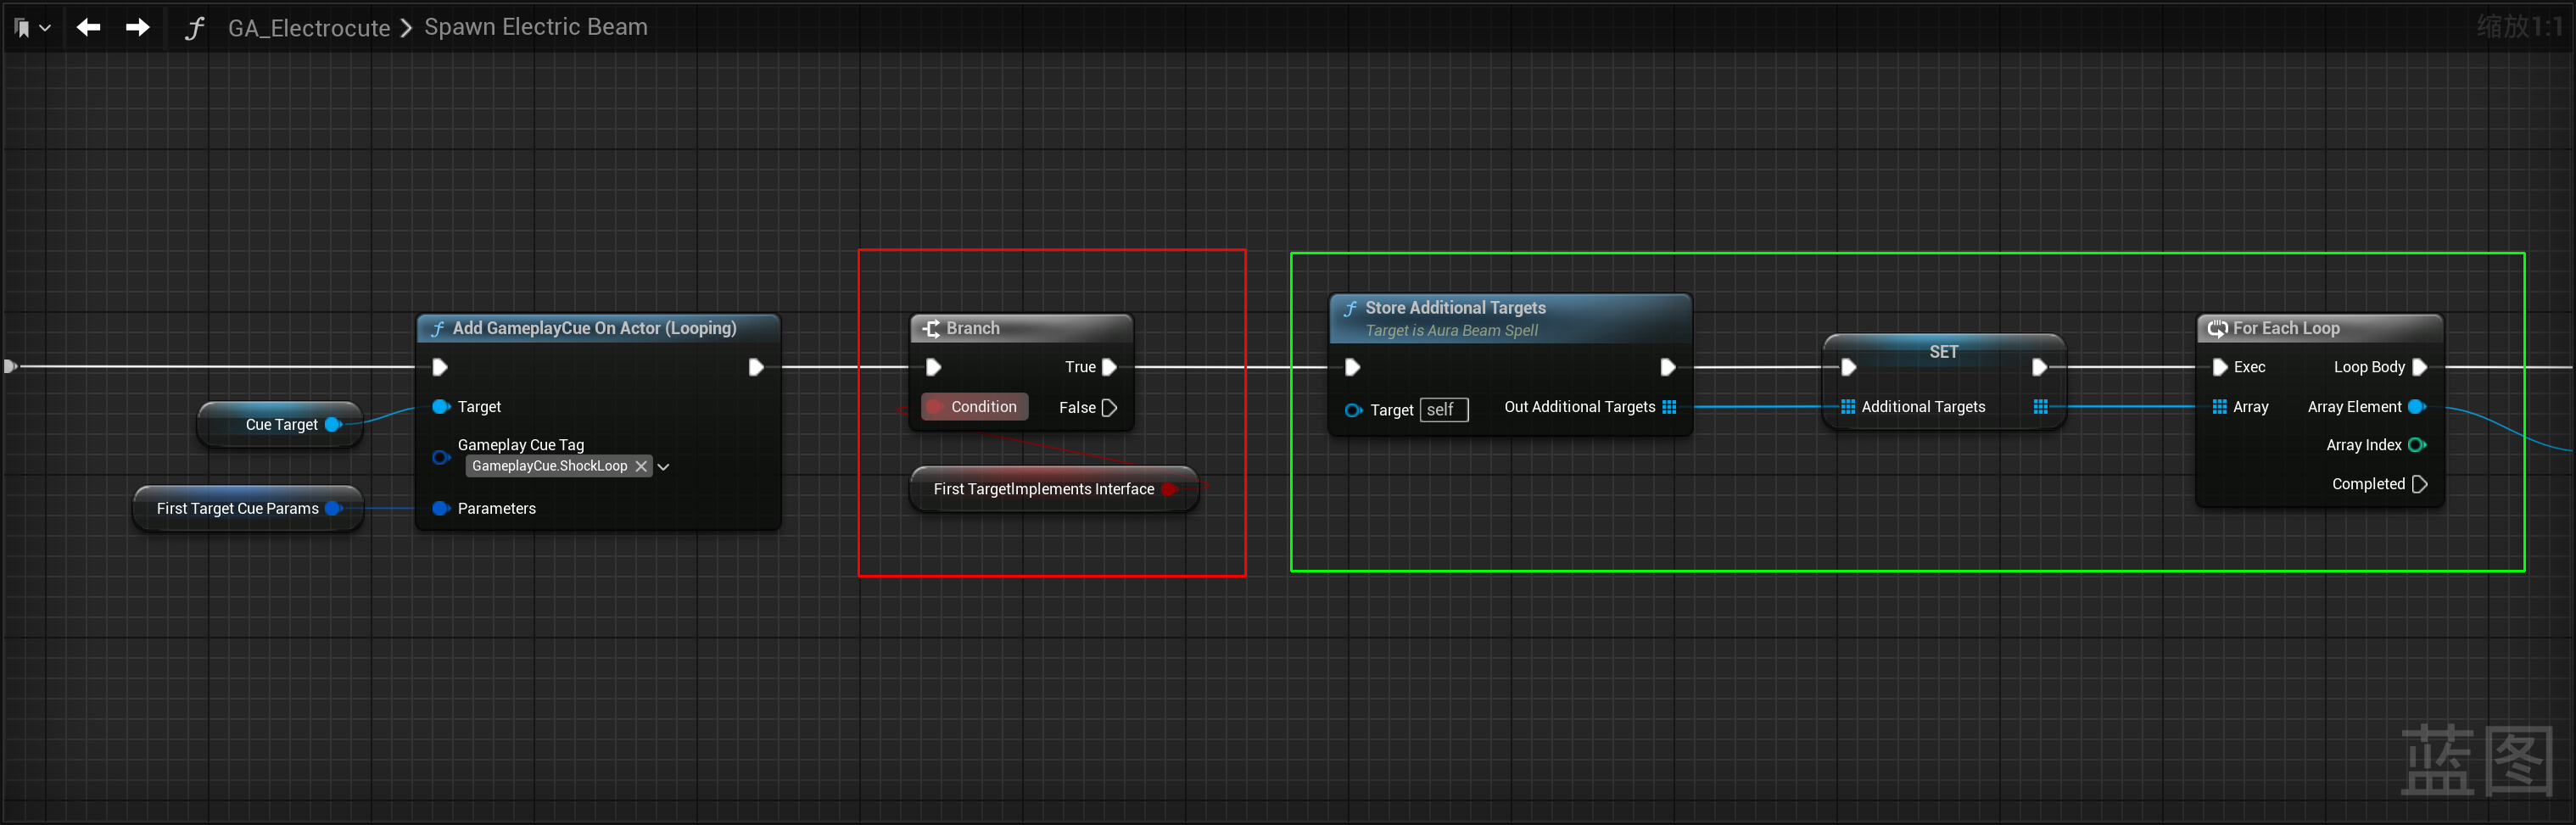 GA_Electrocute > Spawn Electric Beam
缩放1:1
Add GameplayCue On Actor (Looping)
Target
Gameplay Cue Tag
GameplayCue.ShockLoop
Parameters
Cue Target
First Target Cue Params
Branch
True
Condition
False
First TargetImplements Interface
Store Additional Targets
Target is Aura Beam Spell
Target self
Out Additional Targets
SET
Additional Targets
For Each Loop
Exec
Loop Body
Array
Array Element
Array Index
Completed
蓝图